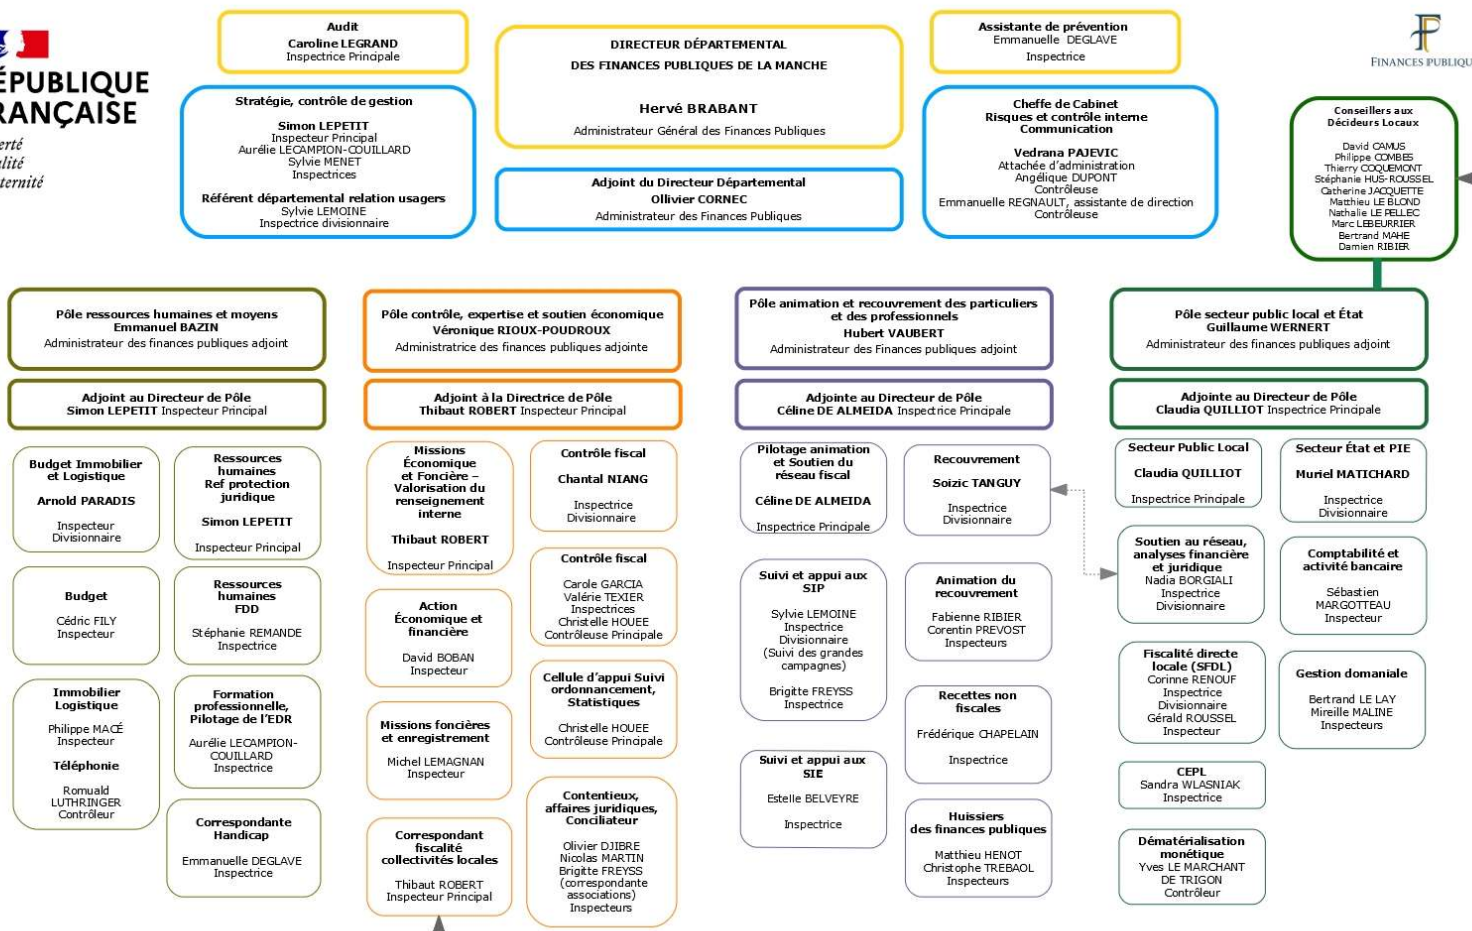 ÉPUBLIQUE
RANÇAISE
erté
alité
ternité
Audit
Caroline LEGRAND
Inspectrice Principale
DIRECTEUR DÉPARTEMENTAL
DES FINANCES PUBLIQUES DE LA MANCHE
Hervé BRABANT
Administrateur Général des Finances Publiques
Assistante de prévention
Emmanuelle DEGLAVE
Inspectrice
FINANCES PUBLIQU
Stratégie, contrôle de gestion
Simon LEPETIT
Inspecteur Principal
Aurélie LECAMPION-COUILLARD
Sylvie MENET
Inspectrices
Référent départemental relation usagers
Sylvie LEMOINE
Inspectrice divisionnaire
Adjoint du Directeur Départemental
Ollivier CORNEC
Administrateur des Finances Publiques
Cheffe de Cabinet
Risques et contrôle interne
Communication
Vedrana PAJEVIC
Attachée d'administration
Angélique DUPONT
Contrôleuse
Emmanuelle REGNAULT, assistante de direction
Contrôleuse
Conseillers aux
Décideurs Locaux
David CAMUS
Philippe COMBES
Thierry COQUEMONT
Stéphanie HUS-ROUSSEL
Catherine JACQUETTE
Matthieu LE BLOND
Nathalie LE PELLEC
Marc LEBEURRIER
Bertrand MAHE
Damien RIBIER
Pôle ressources humaines et moyens
Emmanuel BAZIN
Administrateur des finances publiques adjoint
Adjoint au Directeur de Pôle
Simon LEPETIT Inspecteur Principal
Budget Immobilier
et Logistique
Arnold PARADIS
Inspecteur
Divisionnaire
Ressources
humaines
Ref protection
juridique
Simon LEPETIT
Inspecteur Principal
Budget
Cédric FILY
Inspecteur
Ressources
humaines
FDD
Stéphanie REMANDE
Inspectrice
Immobilier
Logistique
Philippe MACÉ
Inspecteur
Téléphonie
Romuald
LUTHRINGER
Contrôleur
Formation
professionnelle,
Pilotage de l'EDR
Aurélie LECAMPION-
COUILLARD
Inspectrice
Correspondante
Handicap
Emmanuelle DEGLAVE
Inspectrice
Pôle contrôle, expertise et soutien économique
Véronique RIOUX-POUDROUX
Administratrice des finances publiques adjointe
Adjoint à la Directrice de Pôle
Thibaut ROBERT Inspecteur Principal
Missions
Économique
et Foncière –
Valorisation du
renseignement
interne
Thibaut ROBERT
Inspecteur Principal
Contrôle fiscal
Chantal NIANG
Inspectrice
Divisionnaire
Action
Économique et
financière
David BOBAN
Inspecteur
Contrôle fiscal
Carole GARCIA
Valérie TEXIER
Inspectrices
Christelle HOUEE
Contrôleuse Principale
Missions foncières
et enregistrement
Michel LEMAGNAN
Inspecteur
Cellule d'appui Suivi
ordonnancement,
Statistiques
Christelle HOUEE
Contrôleuse Principale
Correspondant
fiscalité
collectivités locales
Thibaut ROBERT
Inspecteur Principal
Contentieux,
affaires juridiques,
Conciliateur
Olivier DJIBRE
Nicolas MARTIN
Brigitte FREYSS
(correspondante
associations)
Inspecteurs
Pôle animation et recouvrement des particuliers
et des professionnels
Hubert VAUBERT
Administrateur des Finances publiques adjoint
Adjointe au Directeur de Pôle
Céline DE ALMEIDA Inspectrice Principale
Pilotage animation
et Soutien du
réseau fiscal
Céline DE ALMEIDA
Inspectrice Principale
Recouvrement
Soizic TANGUY
Inspectrice
Divisionnaire
Suivi et appui aux
SIP
Sylvie LEMOINE
Inspectrice
Divisionnaire
(Suivi des grandes
campagnes)
Brigitte FREYSS
Inspectrice
Animation du
recouvrement
Fabienne RIBIER
Corentin PREVOST
Inspecteurs
Recettes non
fiscales
Frédérique CHAPELAIN
Inspectrice
Suivi et appui aux
SIE
Estelle BELVEYRE
Inspectrice
Huissiers
des finances publiques
Matthieu HENOT
Christophe TREBAOL
Inspecteurs
Pôle secteur public local et État
Guillaume WERNERT
Administrateur des finances publiques adjoint
Adjointe au Directeur de Pôle
Claudia QUILLIOT Inspectrice Principale
Secteur Public Local
Claudia QUILLIOT
Inspectrice Principale
Secteur État et PIE
Muriel MATICHARD
Inspectrice
Divisionnaire
Soutien au réseau,
analyses financière
et juridique
Nadia BORGIALI
Inspectrice
Divisionnaire
Comptabilité et
activité bancaire
Sébastien
MARGOTTEAU
Inspecteur
Fiscalité directe
locale (SFDL)
Corinne RENOUF
Inspectrice
Divisionnaire
Gérald ROUSSEL
Inspecteur
Gestion domaniale
Bertrand LE LAY
Mireille MALINE
Inspecteurs
CEPL
Sandra WLASNIAK
Inspectrice
Dématérialisation
monétique
Yves LE MARCHANT
DE TRIGON
Contrôleur